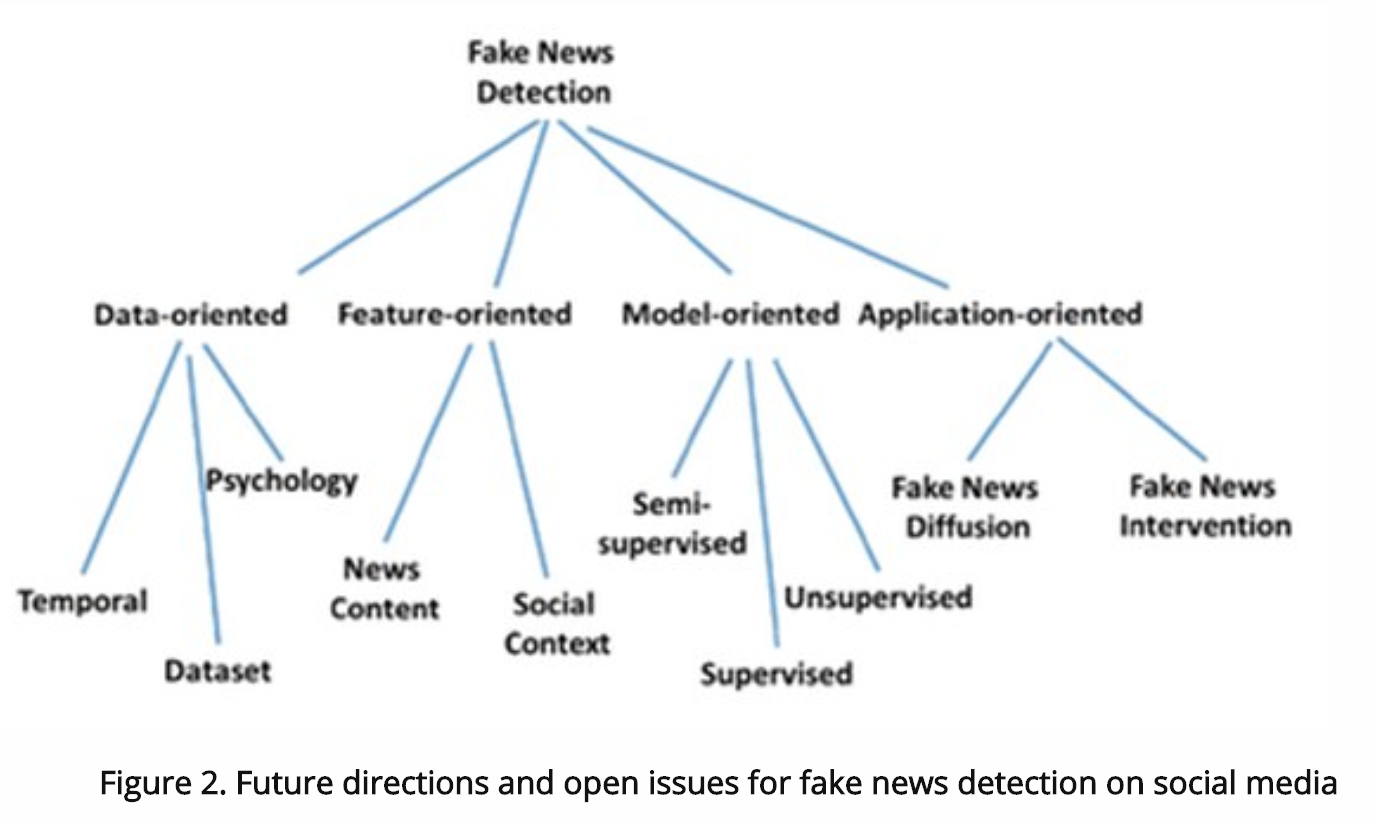 Fake News
Detection
Data-oriented
Feature-oriented
Model-oriented
Application-oriented
Temporal
Dataset
Psychology
News
Content
Social
Context
Semi-
supervised
Supervised
Unsupervised
Fake News
Diffusion
Fake News
Intervention
Figure 2. Future directions and open issues for fake news detection on social media